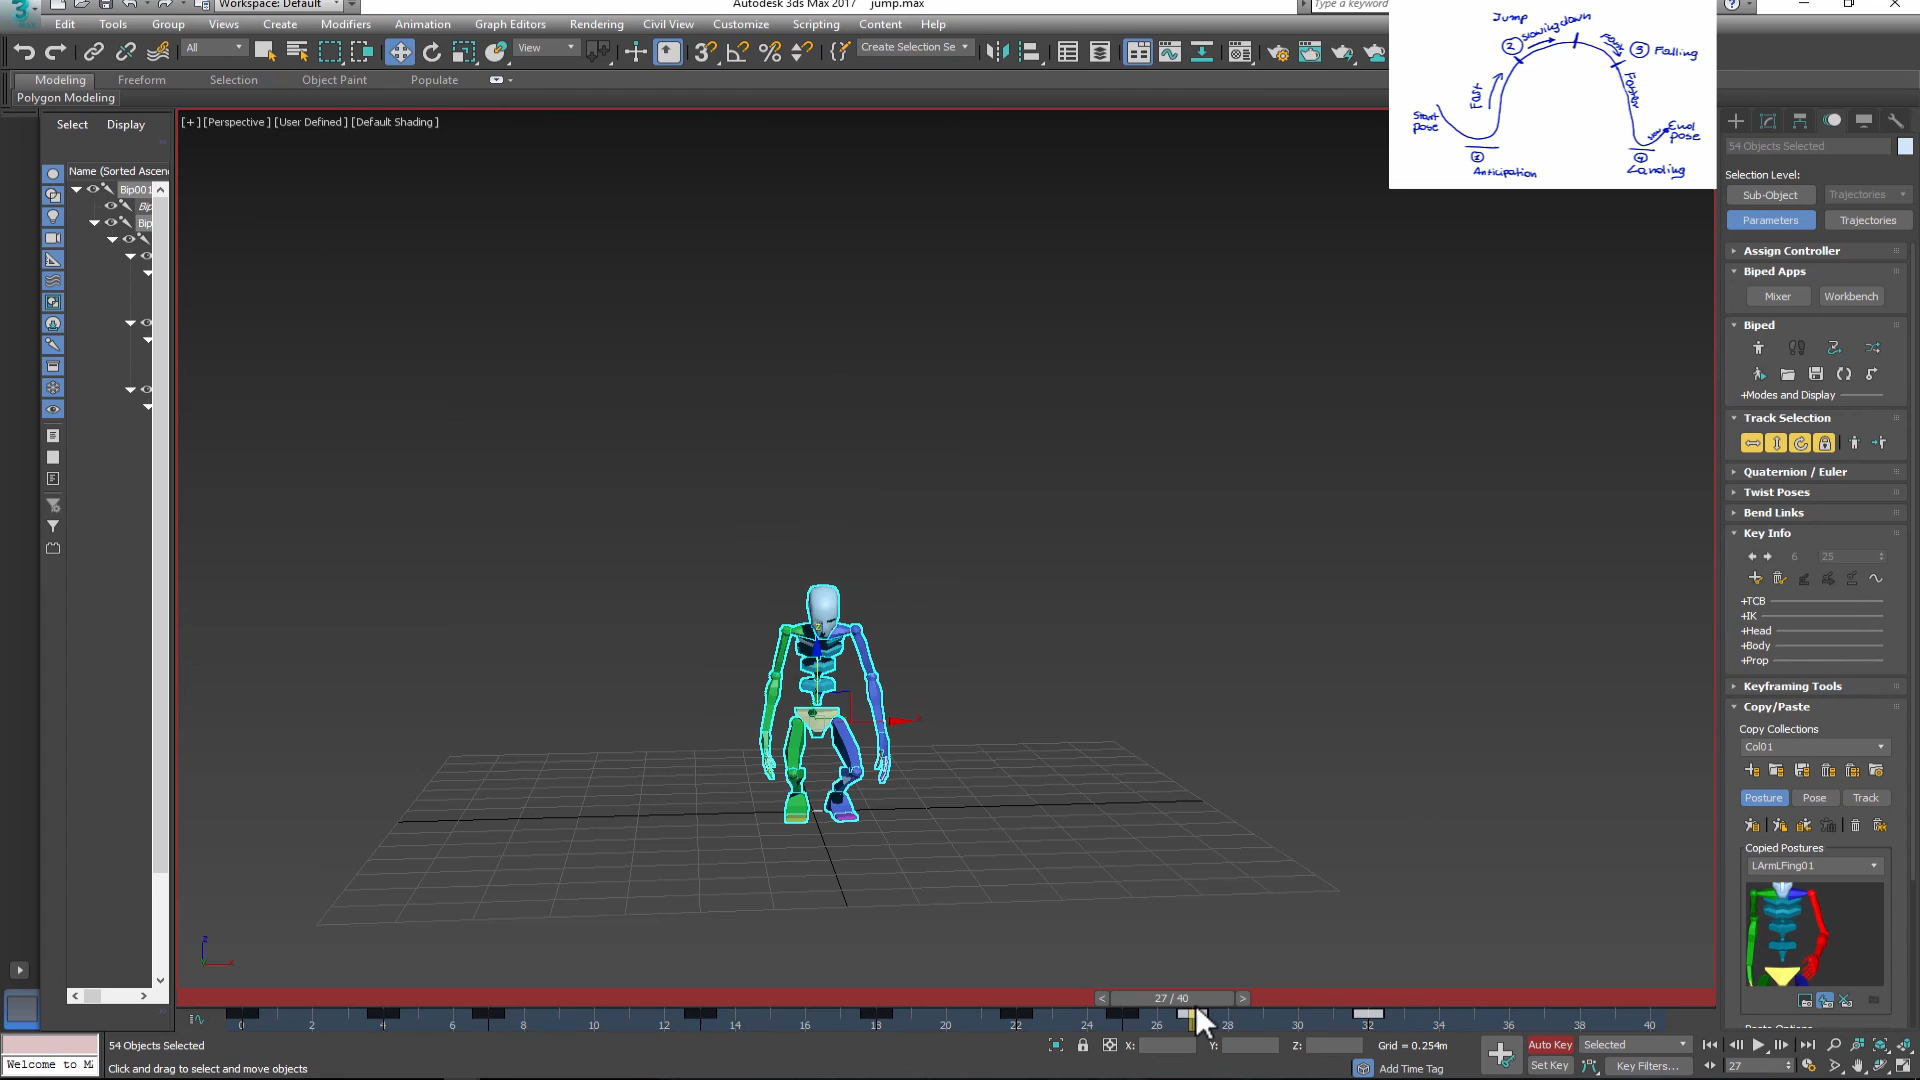 Workspace: Default
Autodesk 3ds Max 2017 jump.max
Type a keyword
Edit Tools Group Views Create Modifiers Animation Graph Editors Rendering Civil View Customize Scripting Content Help
All View Create Selection Se
Modeling Freeform Selection Object Paint Populate
Polygon Modeling
[+] [Perspective] [User Defined] [Default Shading]
Select Display
Name (Sorted Ascen
Bip001
Bip
Bip
Jump
slowing down
2
3 Falling
Fast
Faster
Start pose
End pose
Anticipation
Landing
54 Objects Selected
Selection Level:
Sub-Object Trajectories
Parameters Trajectories
Assign Controller
Biped Apps
Mixer Workbench
Biped
+Modes and Display
Track Selection
Quaternion / Euler
Twist Poses
Bend Links
Key Info
6 25
+TCB
+IK
+Head
+Body
+Prop
Keyframing Tools
Copy/Paste
Copy Collections
Col01
Posture Pose Track
Copied Postures
LArmLFing01
z
x
< 27 / 40 >
0 2 4 6 8 10 12 14 16 18 20 22 24 26 28 30 32 34 36 38 40
54 Objects Selected X: Y: Z: Grid = 0.254m Auto Key Selected
Welcome to M Click and drag to select and move objects Add Time Tag Set Key Key Filters... 27